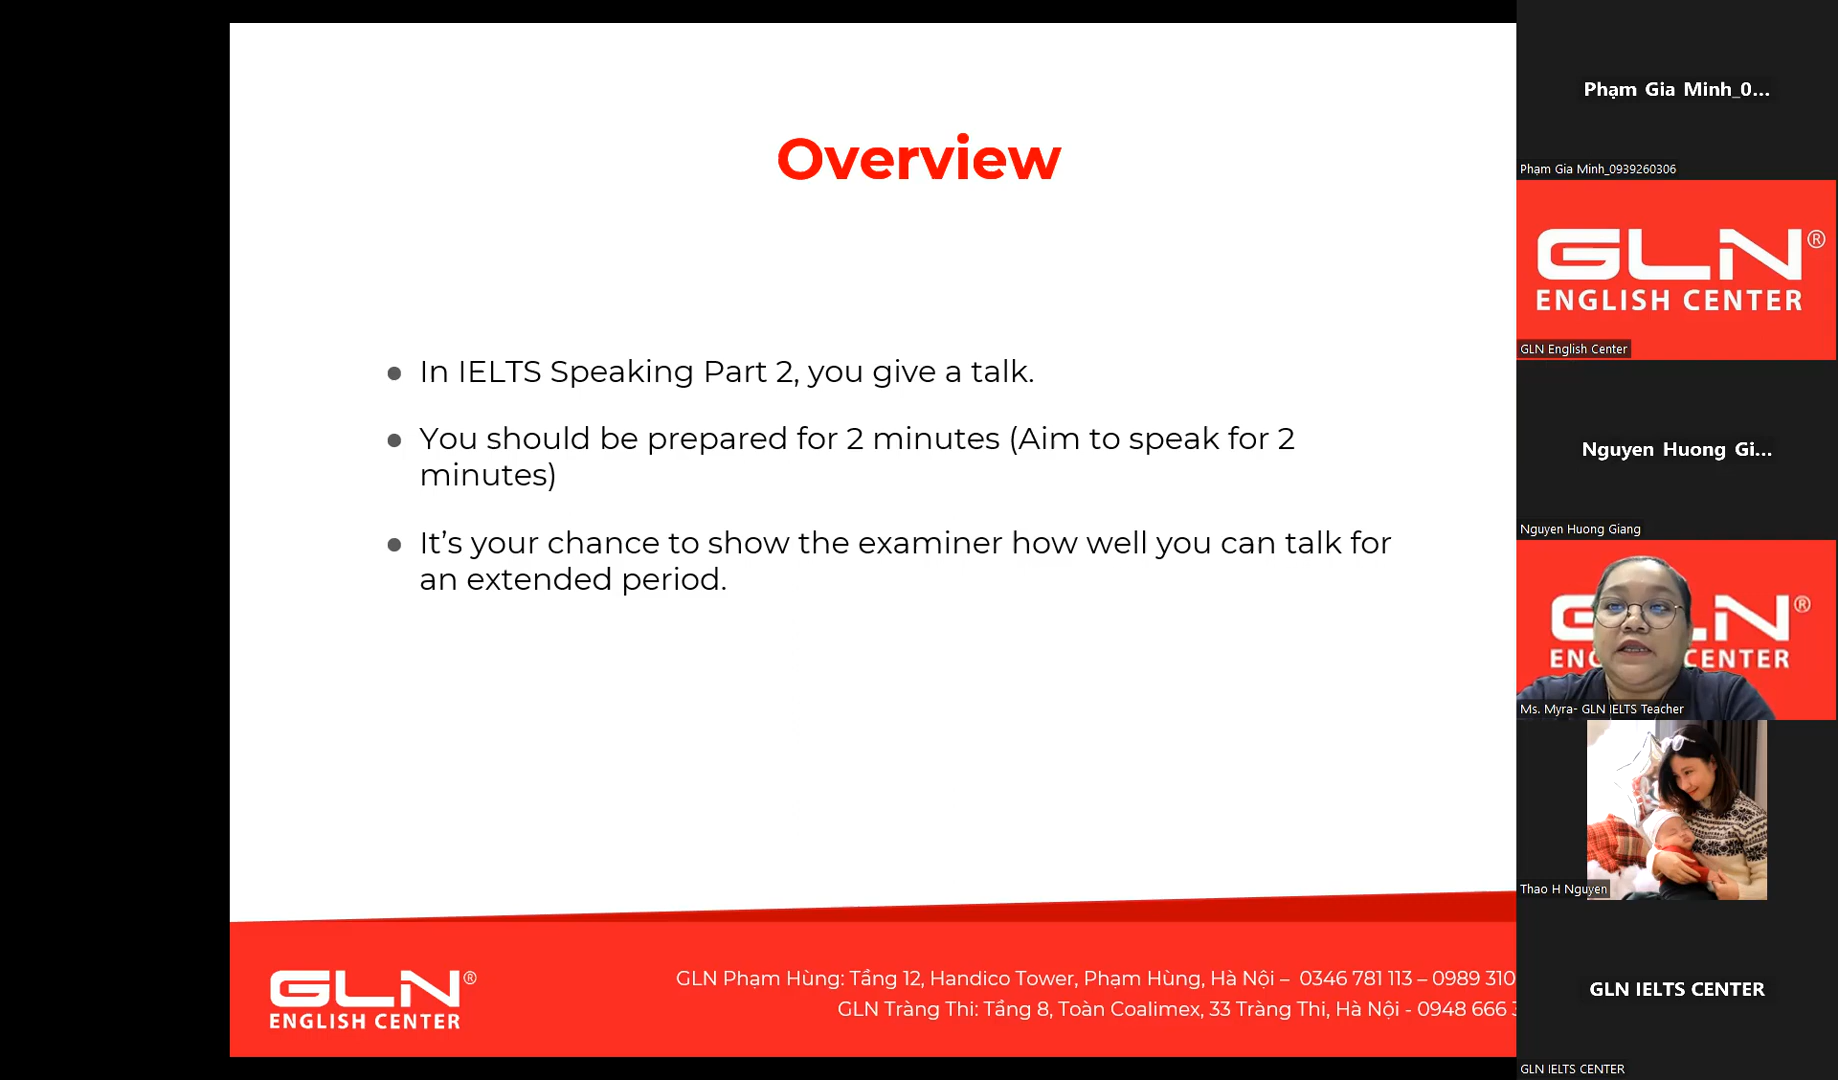 Overview
In IELTS Speaking Part 2, you give a talk.
You should be prepared for 2 minutes (Aim to speak for 2
minutes)
It’s your chance to show the examiner how well you can talk for
an extended period.
GLN®
ENGLISH CENTER
GLN Phạm Hùng: Tầng 12, Handico Tower, Phạm Hùng, Hà Nội – 0346 781 113 – 0989 310
GLN Tràng Thi: Tầng 8, Toàn Coalimex, 33 Tràng Thi, Hà Nội - 0948 666
Phạm Gia Minh_0...
Phạm Gia Minh_0939260306
GLN®
ENGLISH CENTER
GLN English Center
Nguyen Huong Gi...
Nguyen Huong Giang
Ms. Myra- GLN IELTS Teacher
Thao H Nguyen
GLN IELTS CENTER
GLN IELTS CENTER